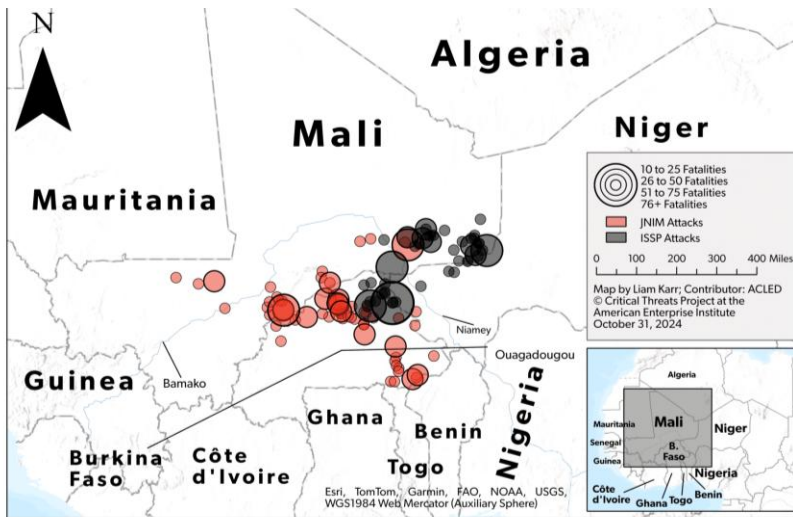 N
Algeria
Mali
Niger
Mauritania
10 to 25 Fatalities
26 to 50 Fatalities
51 to 75 Fatalities
76+ Fatalities
JNIM Attacks
ISSP Attacks
0 100 200 300 400 Miles
Map by Liam Karr; Contributor: ACLED
© Critical Threats Project at the
American Enterprise Institute
October 31, 2024
Niamey
Ouagadougou
Guinea
Bamako
Ghana
Benin
Nigeria
Burkina
Faso
Côte
d'Ivoire
Togo
Esri, TomTom, Garmin, FAO, NOAA, USGS,
WGS1984 Web Mercator (Auxiliary Sphere)
Algeria
Mauritania
Mali
Niger
Senegal
B.
Faso
Guinea
Nigeria
Côte
d'Ivoire
Ghana
Togo
Benin